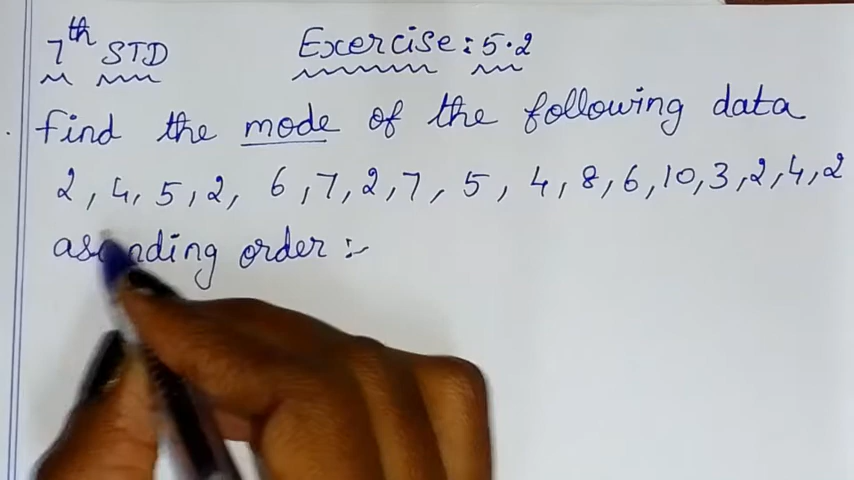 7th STD Exercise: 5.2
find the mode of the following data
2, 4, 5, 2, 6, 7, 2, 7, 5, 4, 8, 6, 10, 3, 2, 4, 2
order :-